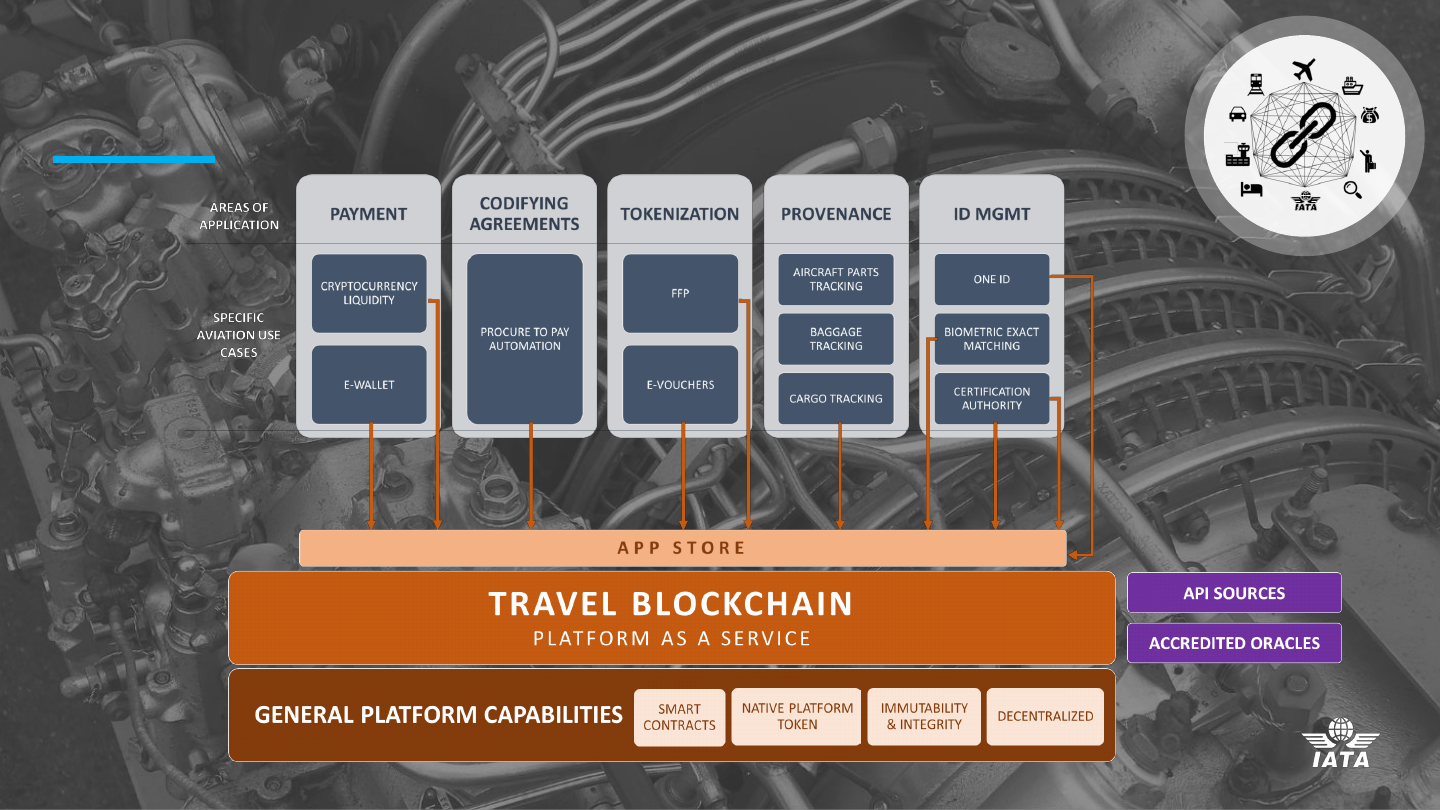 AREAS OF
APPLICATION
PAYMENT
CODIFYING
AGREEMENTS
TOKENIZATION
PROVENANCE
ID MGMT
SPECIFIC
AVIATION USE
CASES
CRYPTOCURRENCY
LIQUIDITY
E-WALLET
PROCURE TO PAY
AUTOMATION
FFP
E-VOUCHERS
AIRCRAFT PARTS
TRACKING
BAGGAGE
TRACKING
CARGO TRACKING
ONE ID
BIOMETRIC EXACT
MATCHING
CERTIFICATION
AUTHORITY
APP STORE
TRAVEL BLOCKCHAIN
PLATFORM AS A SERVICE
API SOURCES
ACCREDITED ORACLES
GENERAL PLATFORM CAPABILITIES
SMART
CONTRACTS
NATIVE PLATFORM
TOKEN
IMMUTABILITY
& INTEGRITY
DECENTRALIZED
IATA
$
IATA